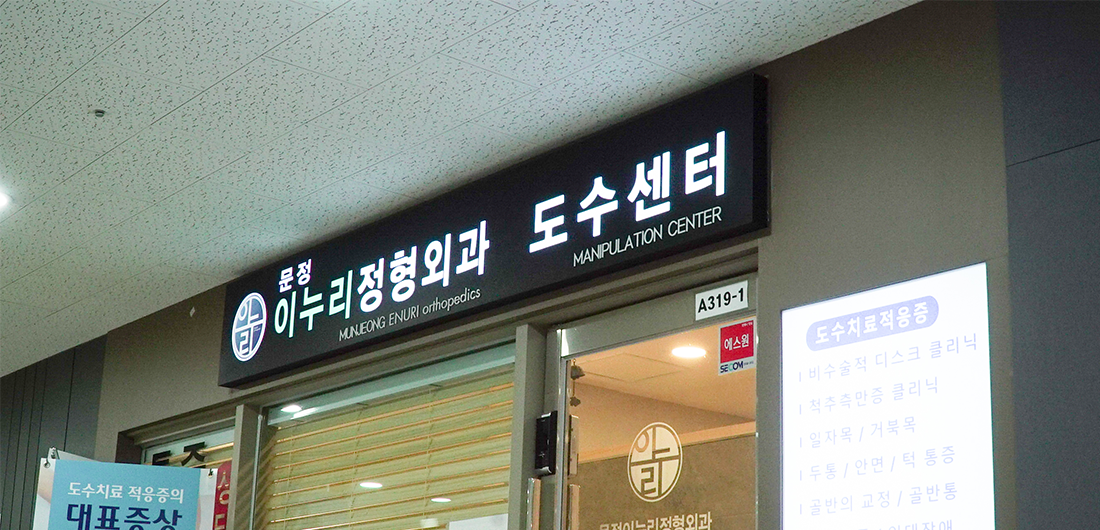 문정
이누리정형외과 도수센터
MUNJEONG ENURI orthopedics
MANIPULATION CENTER
A319-1
에스원
SECOM
도수치료적응증
비수술적 디스크 클리닉
척추측만증 클리닉
일자목 / 거북목
두통 / 안면 / 턱 통증
골반의 교정 / 골반통
도수치료 적응증의
대표증상
이누리
문정이누리정형외과